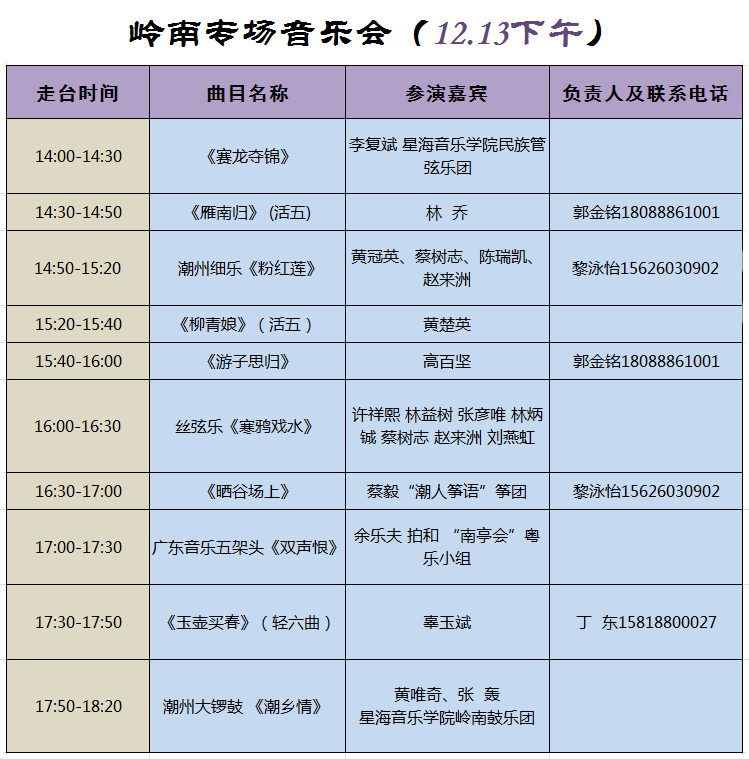 岭南专场音乐会（12.13下午）
走台时间 曲目名称 参演嘉宾 负责人及联系电话
14:00-14:30 《赛龙夺锦》 李复斌 星海音乐学院民族管
弦乐团
14:30-14:50 《雁南归》(活五) 林 乔 郭金铭18088861001
14:50-15:20 潮州细乐《粉红莲》 黄冠英、蔡树志、陈瑞凯、
赵来洲 黎泳怡15626030902
15:20-15:40 《柳青娘》（活五） 黄楚英
15:40-16:00 《游子思归》 高百坚 郭金铭18088861001
16:00-16:30 丝弦乐《寒鸦戏水》 许祥熙 林益树 张彦唯 林炳
铖 蔡树志 赵来洲 刘燕虹
16:30-17:00 《晒谷场上》 蔡毅“潮人筝语”筝团 黎泳怡15626030902
17:00-17:30 广东音乐五架头《双声恨》 余乐夫 拍和 “南亭会”粤
乐小组
17:30-17:50 《玉壶买春》（轻六曲） 辜玉斌 丁 东15818800027
17:50-18:20 潮州大锣鼓 《潮乡情》 黄唯奇、张 轰
星海音乐学院岭南鼓乐团